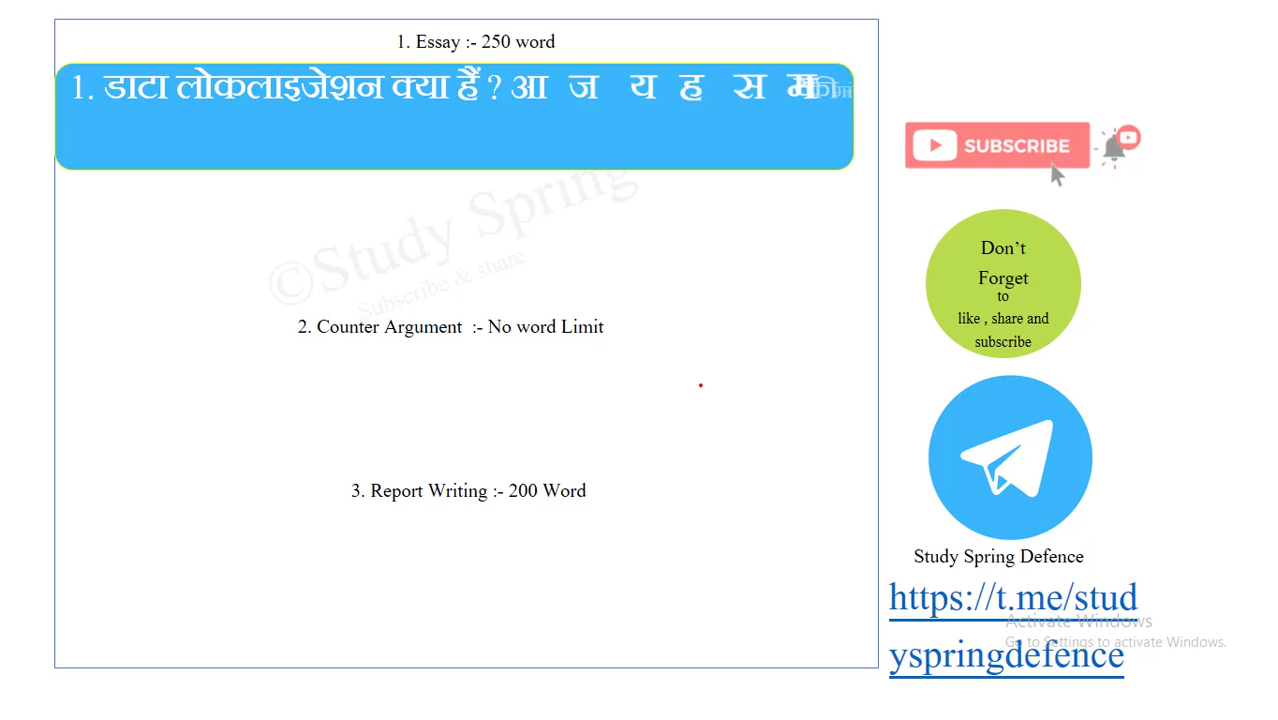 1. Essay :- 250 word
1. डाटा लोकलाइजेशन क्या हैं ? आ ज य ह स
©Study Spring
Subscribe & share
2. Counter Argument :- No word Limit
3. Report Writing :- 200 Word
SUBSCRIBE
Don’t
Forget
to
like , share and
subscribe
Study Spring Defence
https://t.me/stud
yspringdefence
Activate Windows
Go to Settings to activate Windows.